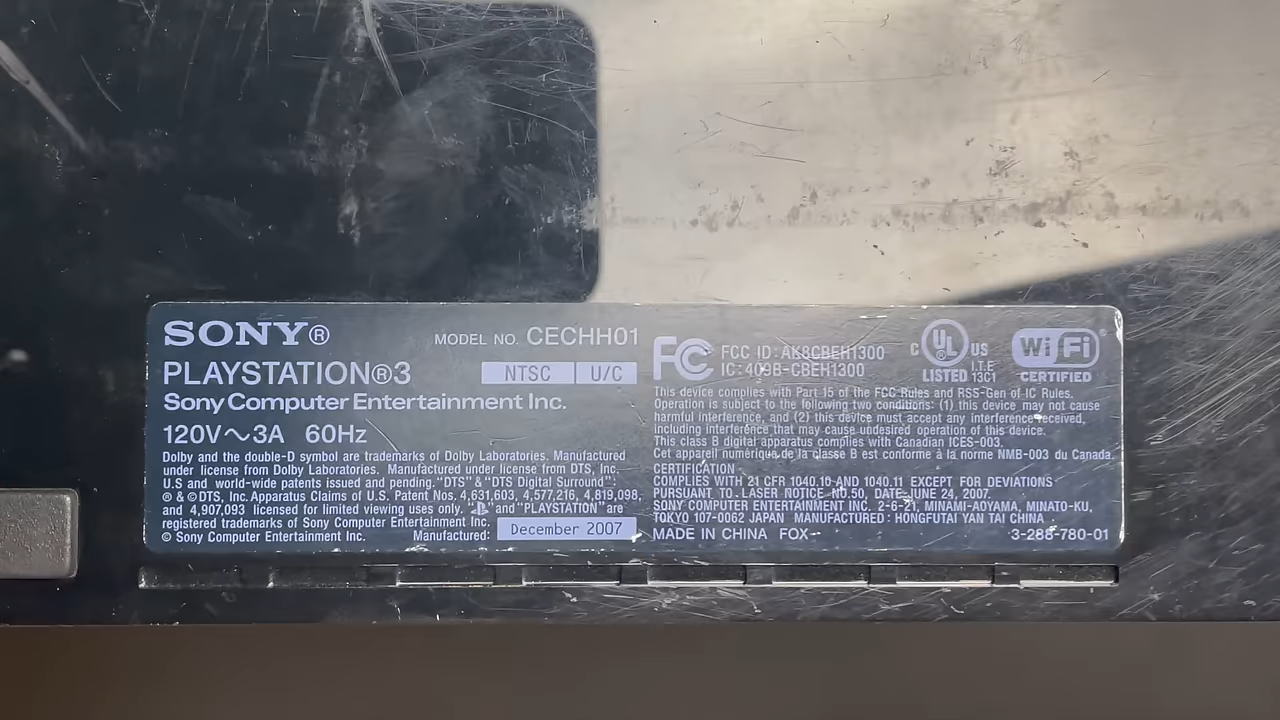 SONY®
MODEL NO. CECHH01
PLAYSTATION®3
NTSC U/C
Sony Computer Entertainment Inc.
120V～3A 60Hz
Dolby and the double-D symbol are trademarks of Dolby Laboratories. Manufactured
under license from Dolby Laboratories. Manufactured under license from DTS, Inc.
U.S and world-wide patents issued and pending."DTS"&"DTS Digital Surround";
® & © DTS, Inc. Apparatus Claims of U.S. Patent Nos. 4,631,603, 4,577,216, 4,819,098,
and 4,907,093 licensed for limited viewing uses only. " " and "PLAYSTATION" are
registered trademarks of Sony Computer Entertainment Inc.
© Sony Computer Entertainment Inc. Manufactured: December 2007
FC FCC ID: AK8CBEH1300
IC: 409B-CBEH1300
C UL US
LISTED I.T.E
13C1
Wi Fi®
CERTIFIED
This device complies with Part 15 of the FCC Rules and RSS-Gen of IC Rules.
Operation is subject to the following two conditions: (1) this device may not cause
harmful interference, and (2) this device must accept any interference received,
including interference that may cause undesired operation of this device.
This class B digital apparatus complies with Canadian ICES-003.
Cet appareil numérique de la classe B est conforme à la norme NMB-003 du Canada.
CERTIFICATION
COMPLIES WITH 21 CFR 1040.10 AND 1040.11 EXCEPT FOR DEVIATIONS
PURSUANT TO LASER NOTICE NO.50, DATE JUNE 24, 2007.
SONY COMPUTER ENTERTAINMENT INC. 2-6-21, MINAMI-AOYAMA, MINATO-KU,
TOKYO 107-0062 JAPAN MANUFACTURED: HONGFUTAI YAN TAI CHINA
MADE IN CHINA FOX
3-288-780-01